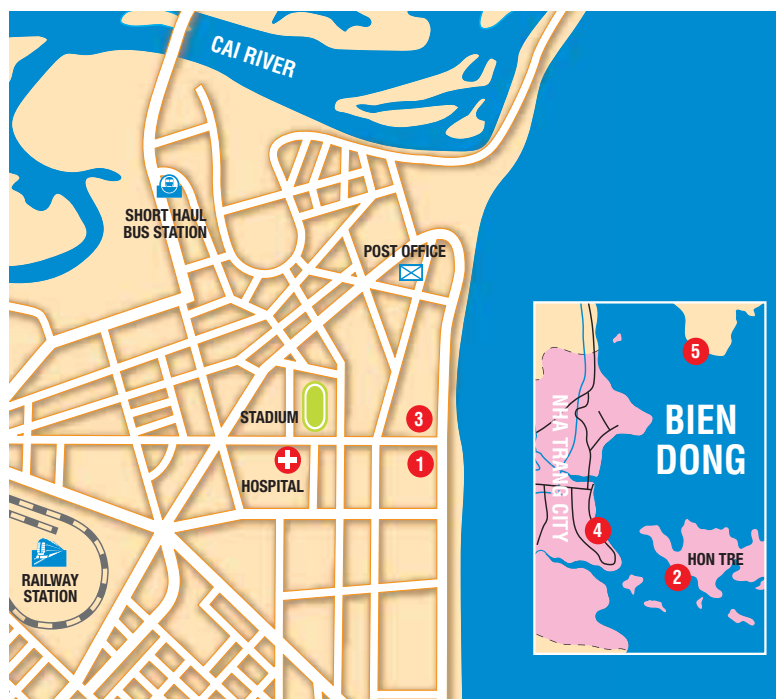 CAI RIVER
SHORT HAUL
BUS STATION
POST OFFICE
STADIUM
3
1
HOSPITAL
RAILWAY
STATION
5
BIEN
DONG
NHA TRANG CITY
4
HON TRE
2